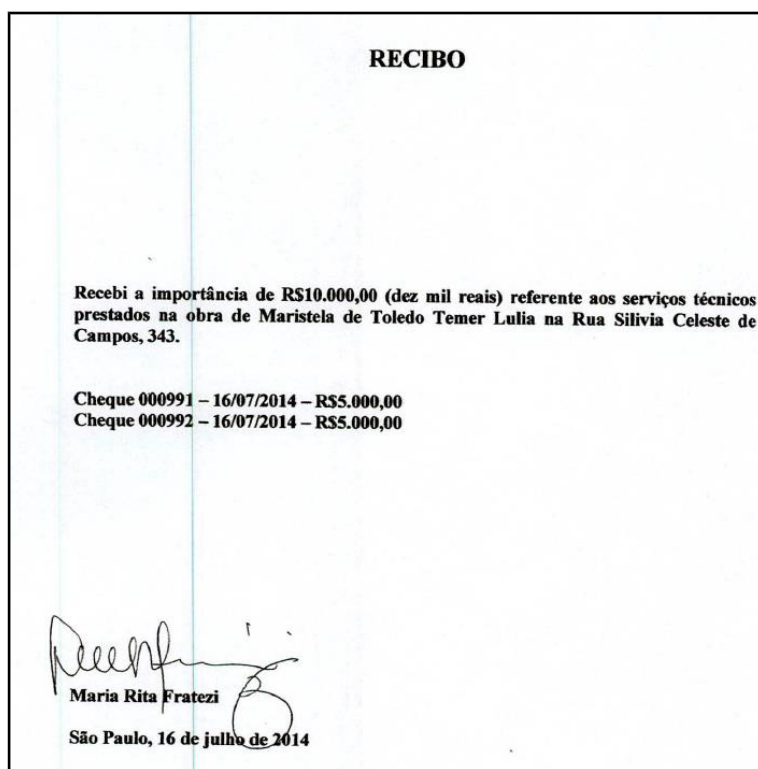 RECIBO
Recebi a importância de R$10.000,00 (dez mil reais) referente aos serviços técnicos
prestados na obra de Maristela de Toledo Temer Lulia na Rua Silivia Celeste de
Campos, 343.
Cheque 000991 – 16/07/2014 – R$5.000,00
Cheque 000992 – 16/07/2014 – R$5.000,00
Maria Rita Fratezi
São Paulo, 16 de julho de 2014